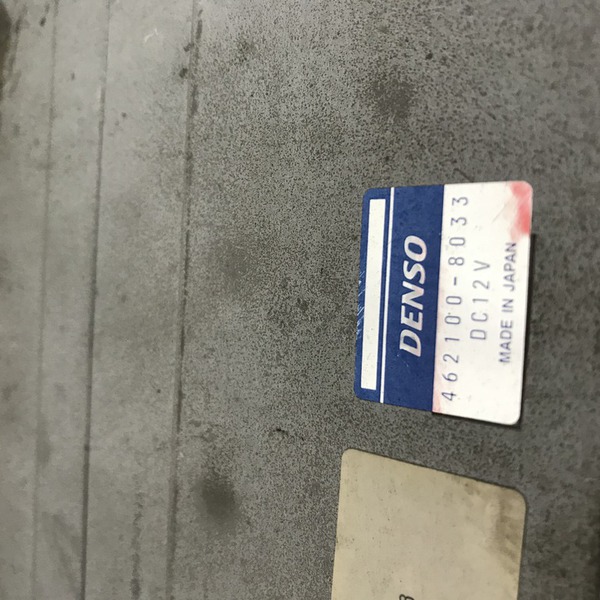 DENSO
462100-8033
DC12V
MADE IN JAPAN